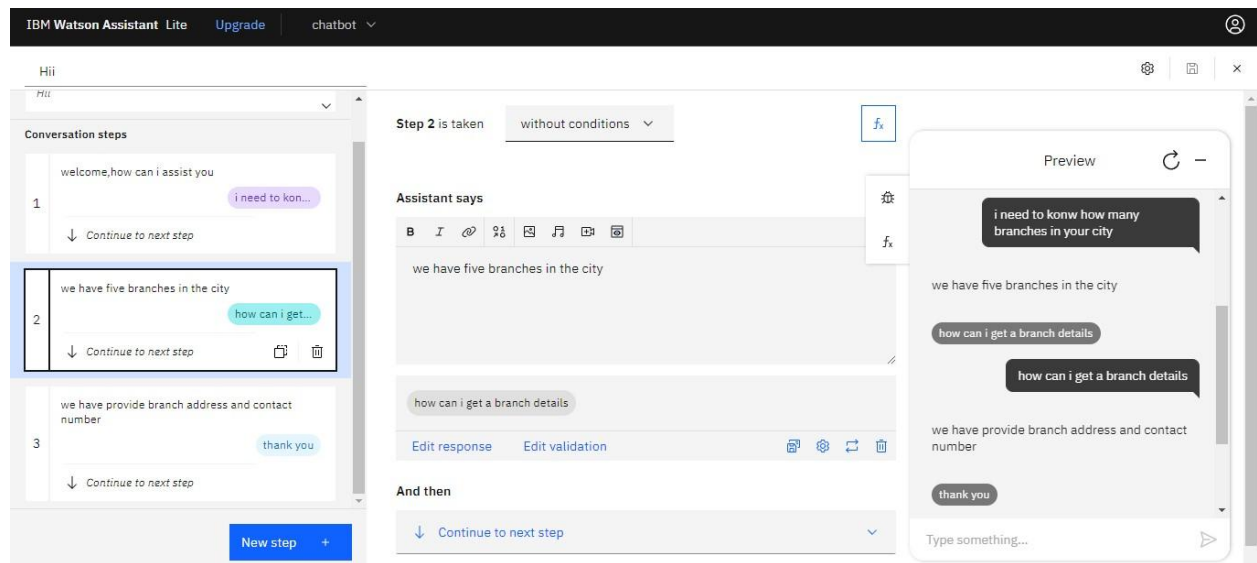 IBM Watson Assistant Lite Upgrade chatbot
Hii
Hii
Conversation steps
1
welcome,how can i assist you
i need to kon...
Continue to next step
2
we have five branches in the city
how can i get...
Continue to next step
3
we have provide branch address and contact
number
thank you
Continue to next step
New step +
Step 2 is taken without conditions
fx
Assistant says
B I
fx
we have five branches in the city
how can i get a branch details
Edit response Edit validation
And then
Continue to next step
Preview
i need to konw how many
branches in your city
we have five branches in the city
how can i get a branch details
how can i get a branch details
we have provide branch address and contact
number
thank you
Type something...